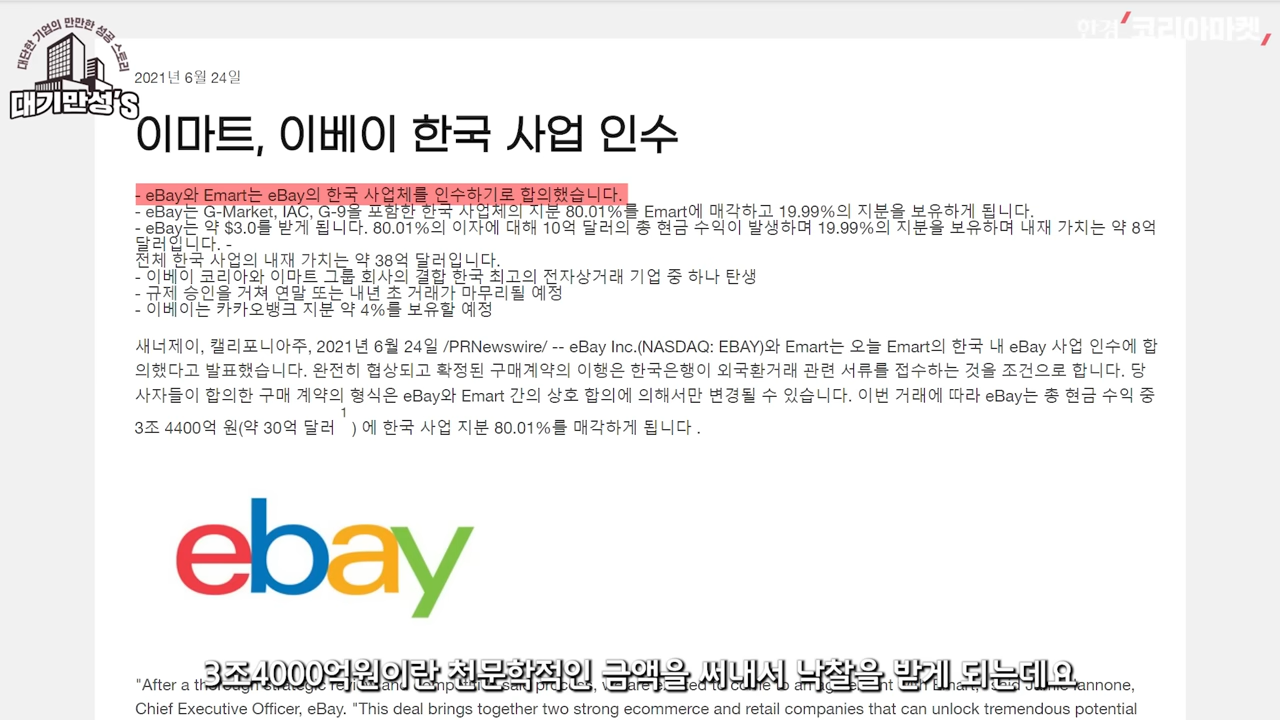 대단한 기업의 만만한 성공 스토리
대기만성'S
한경 코리아마켓
2021년 6월 24일
이마트, 이베이 한국 사업 인수
- eBay와 Emart는 eBay의 한국 사업체를 인수하기로 합의했습니다.
- eBay는 G-Market, IAC, G-9을 포함한 한국 사업체의 지분 80.01%를 Emart에 매각하고 19.99%의 지분을 보유하게 됩니다.
- eBay는 약 $3.0를 받게 됩니다. 80.01%의 이자에 대해 10억 달러의 총 현금 수익이 발생하며 19.99%의 지분을 보유하며 내재 가치는 약 8억
달러입니다. -
전체 한국 사업의 내재 가치는 약 38억 달러입니다.
- 이베이 코리아와 이마트 그룹 회사의 결합 한국 최고의 전자상거래 기업 중 하나 탄생
- 규제 승인을 거쳐 연말 또는 내년 초 거래가 마무리될 예정
- 이베이는 카카오뱅크 지분 약 4%를 보유할 예정
새너제이, 캘리포니아주, 2021년 6월 24일 /PRNewswire/ -- eBay Inc.(NASDAQ: EBAY)와 Emart는 오늘 Emart의 한국 내 eBay 사업 인수에 합
의했다고 발표했습니다. 완전히 협상되고 확정된 구매계약의 이행은 한국은행이 외국환거래 관련 서류를 접수하는 것을 조건으로 합니다. 당
사자들이 합의한 구매 계약의 형식은 eBay와 Emart 간의 상호 합의에 의해서만 변경될 수 있습니다. 이번 거래에 따라 eBay는 총 현금 수익 중
3조 4400억 원(약 30억 달러 1 ) 에 한국 사업 지분 80.01%를 매각하게 됩니다 .
ebay
3조4000억원이란 천문학적인 금액을 써내서 낙찰을 받게 되는데요
"After a thorough strategic review and
Iannone,
Chief Executive Officer, eBay. "This deal brings together two strong ecommerce and retail companies that can unlock tremendous potential